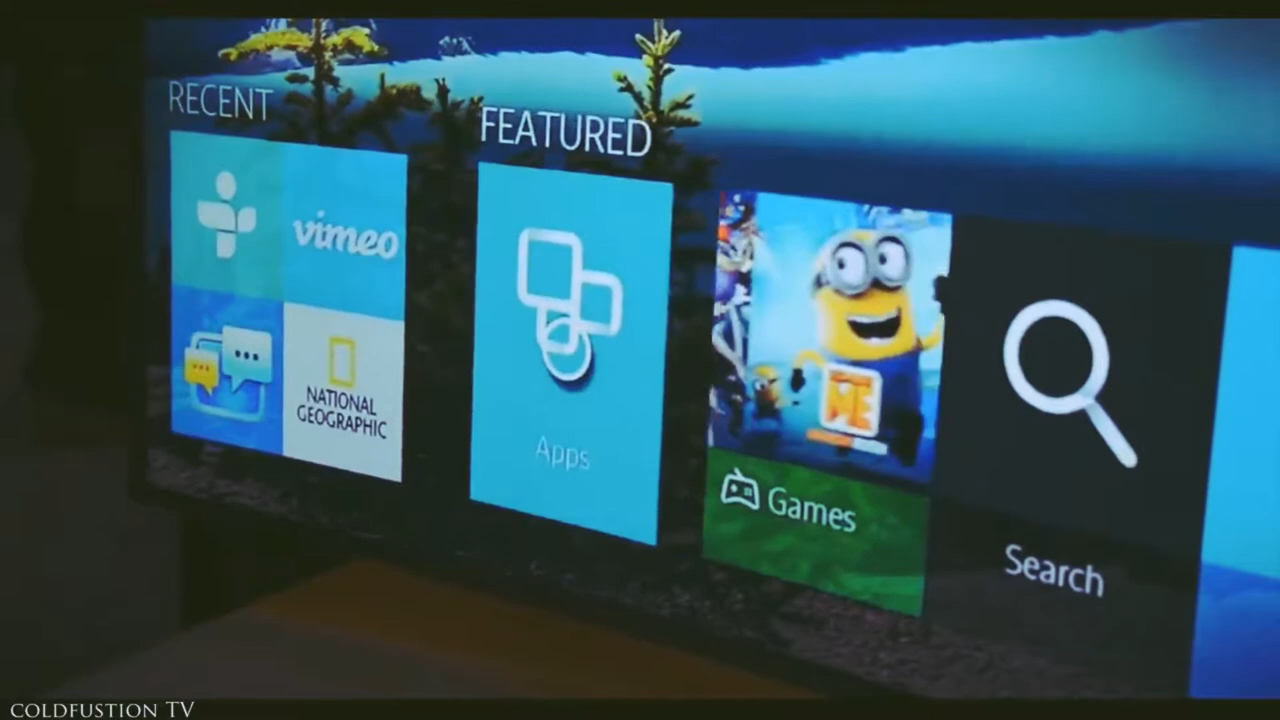 RECENT
FEATURED
vimeo
NATIONAL
GEOGRAPHIC
Apps
ME
Games
Search
COLDFUSTION TV